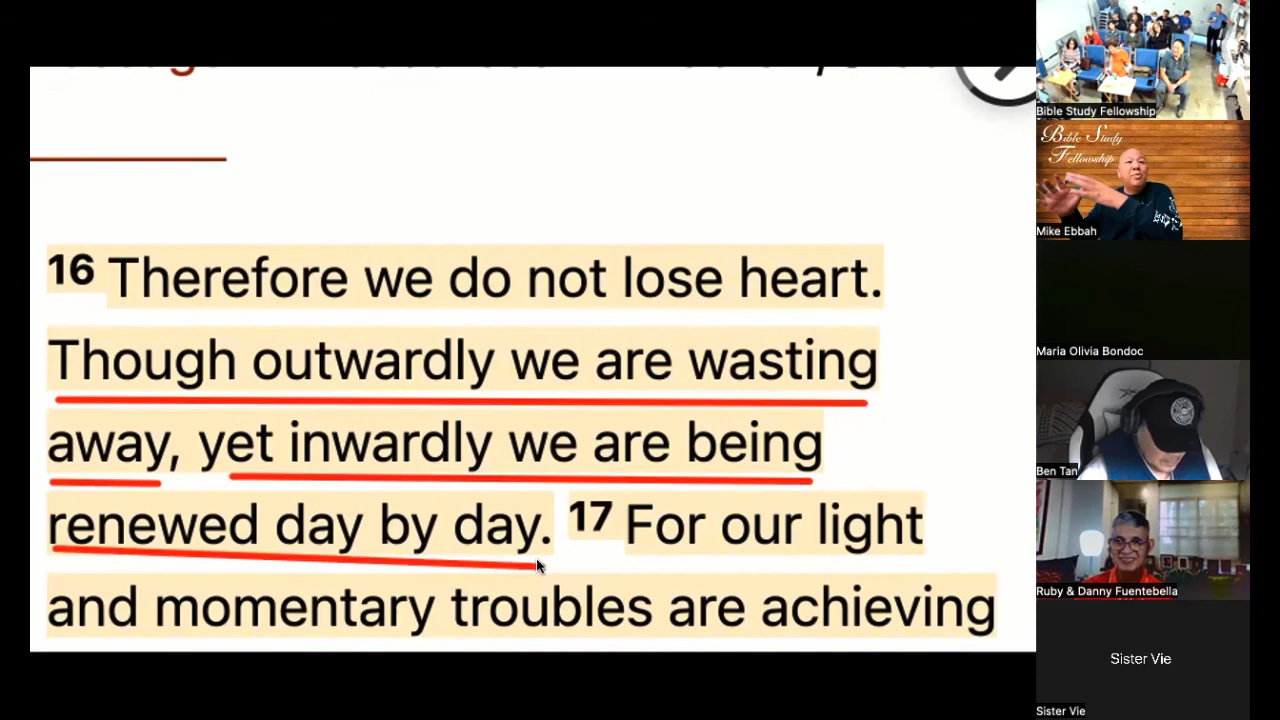 16 Therefore we do not lose heart.
Though outwardly we are wasting
away, yet inwardly we are being
renewed day by day. 17 For our light
and momentary troubles are achieving
Bible Study Fellowship
Bible Study
Fellowship
Mike Ebbah
Maria Olivia Bondoc
Ben Tan
Ruby & Danny Fuentebella
Sister Vie
Sister Vie